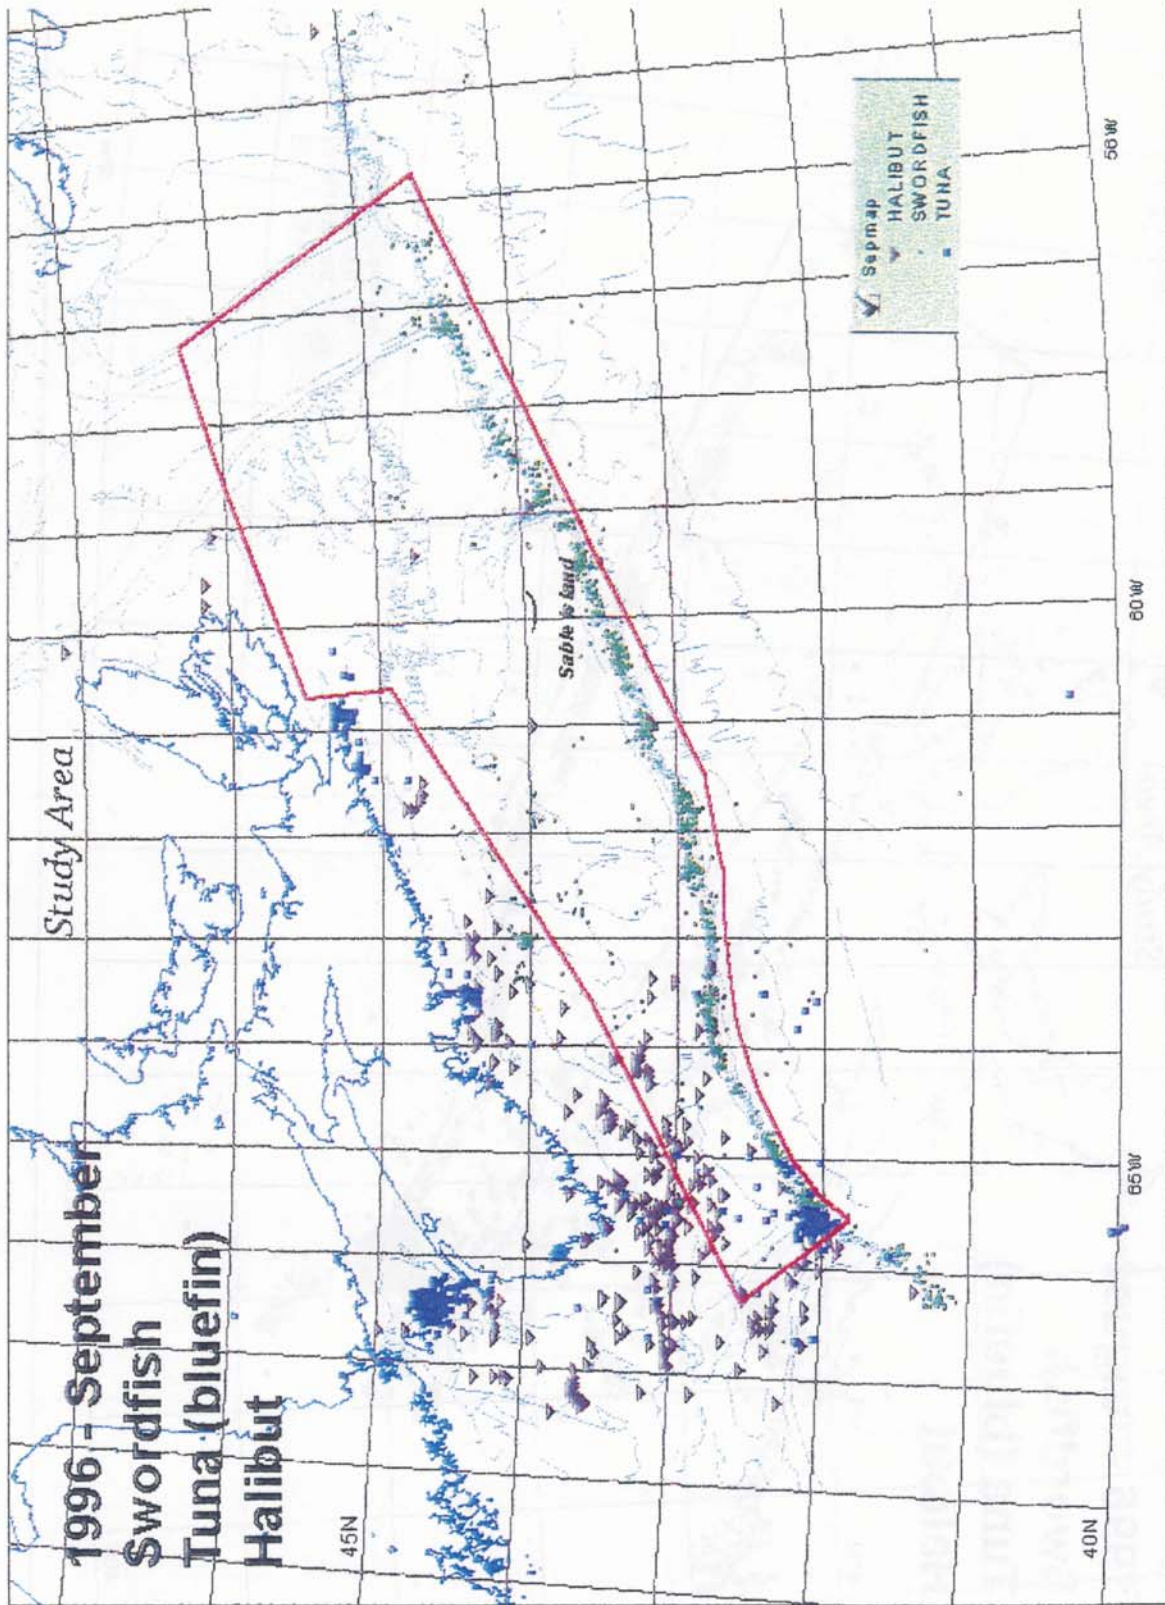 1996 - September
Swordfish
Tuna (bluefin)
Halibut
Study Area
Sable Island
45N
40N
65W
60W
56W
Sepmap
HALIBUT
SWORDFISH
TUNA